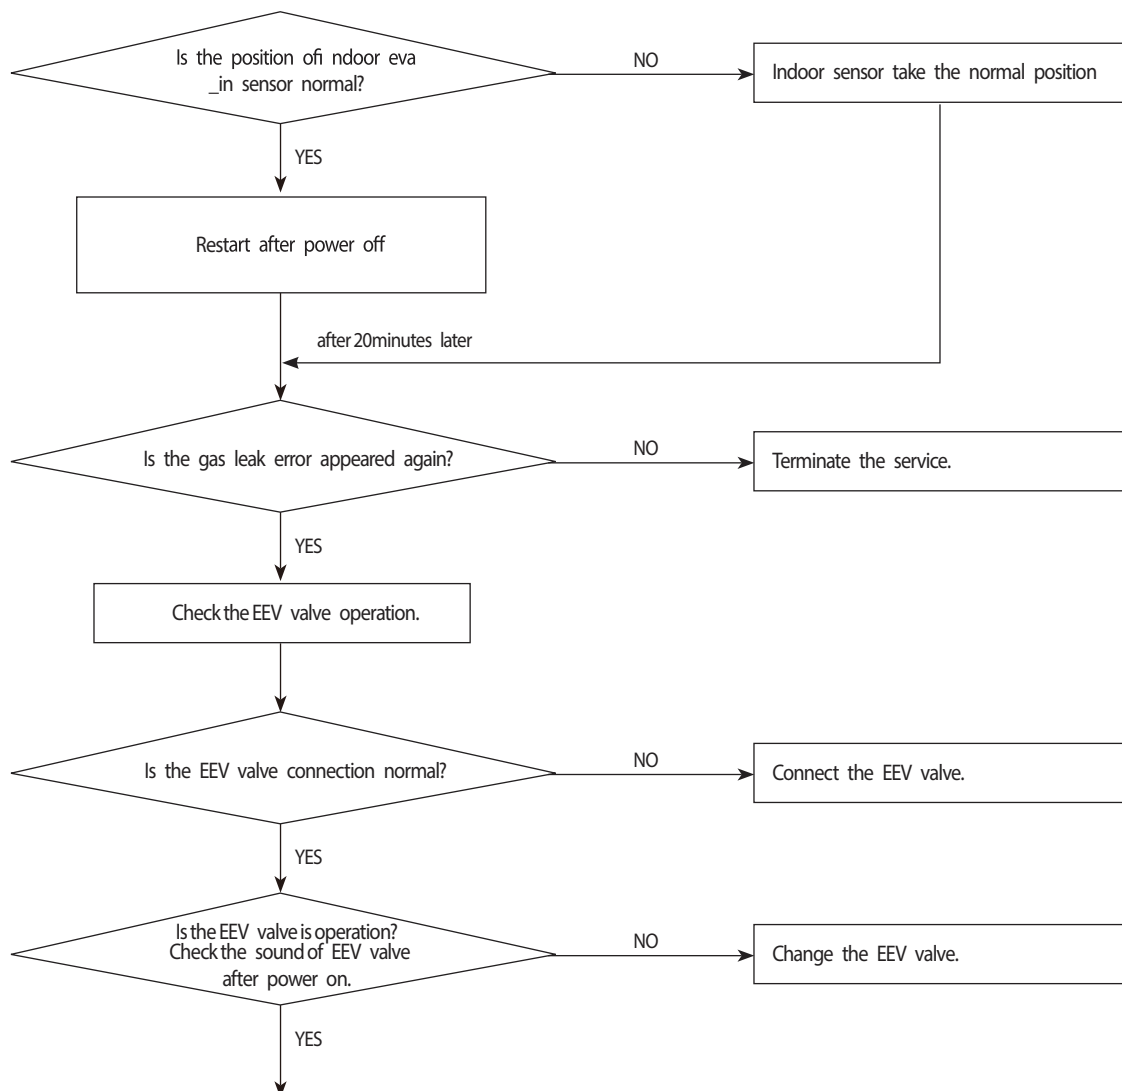 Is the position ofi ndoor eva
_in sensor normal?
NO
Indoor sensor take the normal position
YES
Restart after power off
after 20minutes later
Is the gas leak error appeared again?
NO
Terminate the service.
YES
Check the EEV valve operation.
Is the EEV valve connection normal?
NO
Connect the EEV valve.
YES
Is the EEV valve is operation?
Check the sound of EEV valve
after power on.
NO
Change the EEV valve.
YES